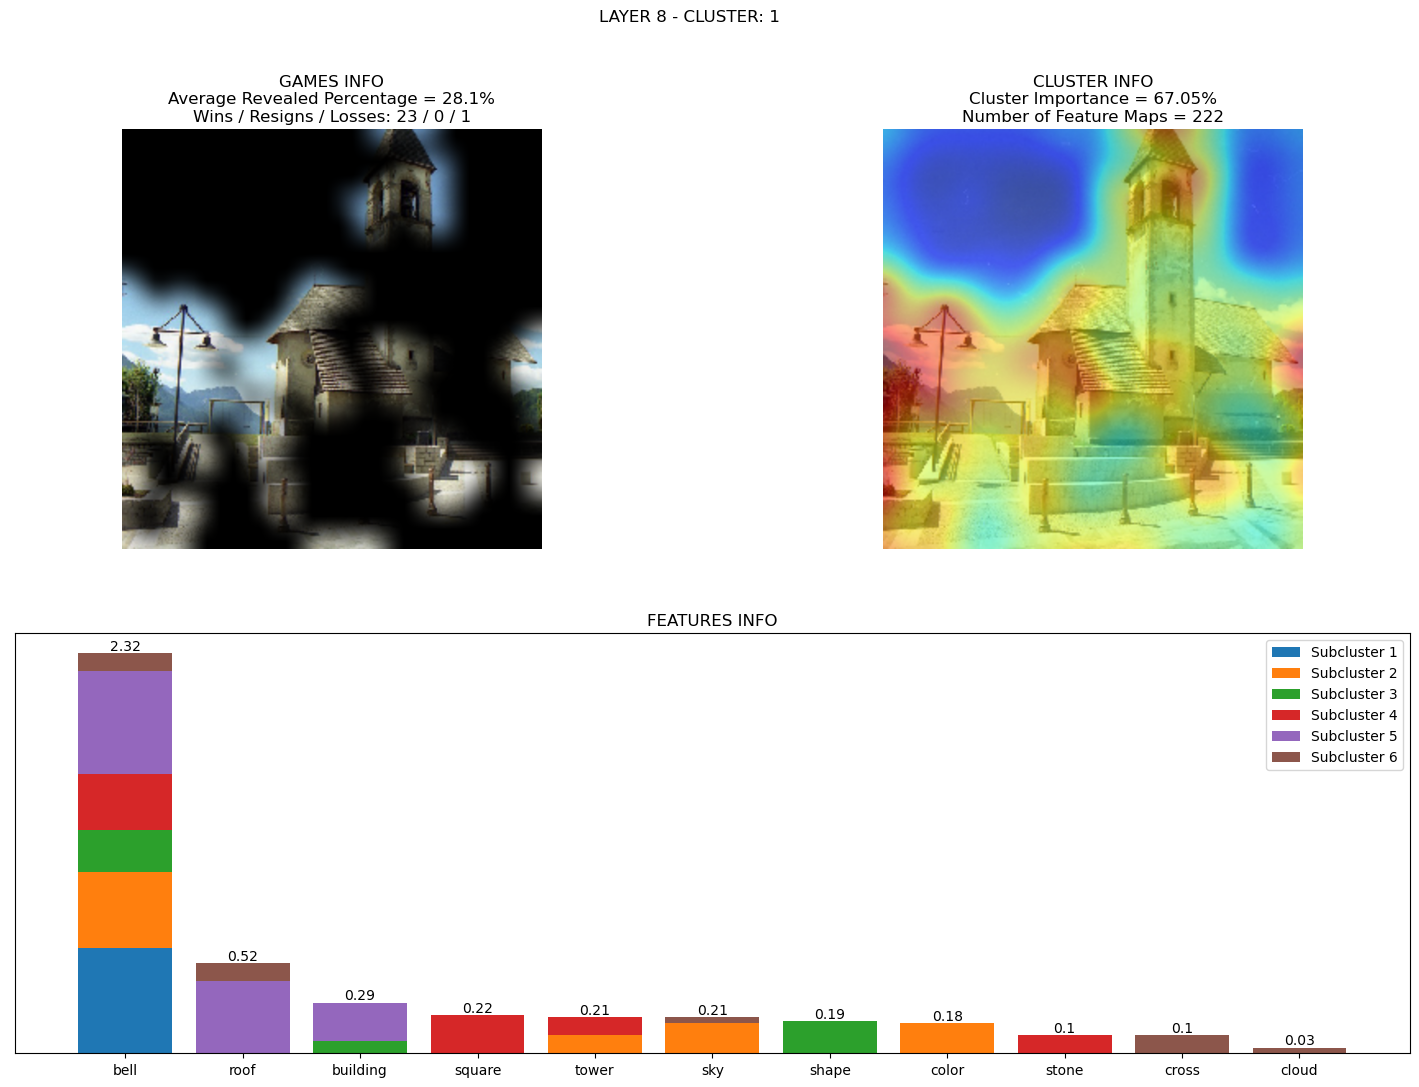 LAYER 8 - CLUSTER: 1
GAMES INFO
Average Revealed Percentage = 28.1%
Wins / Resigns / Losses: 23 / 0 / 1
CLUSTER INFO
Cluster Importance = 67.05%
Number of Feature Maps = 222
FEATURES INFO
2.32
0.52
0.29
0.22
0.21
0.21
0.19
0.18
0.1
0.1
0.03
Subcluster 1
Subcluster 2
Subcluster 3
Subcluster 4
Subcluster 5
Subcluster 6
bell
roof
building
square
tower
sky
shape
color
stone
cross
cloud